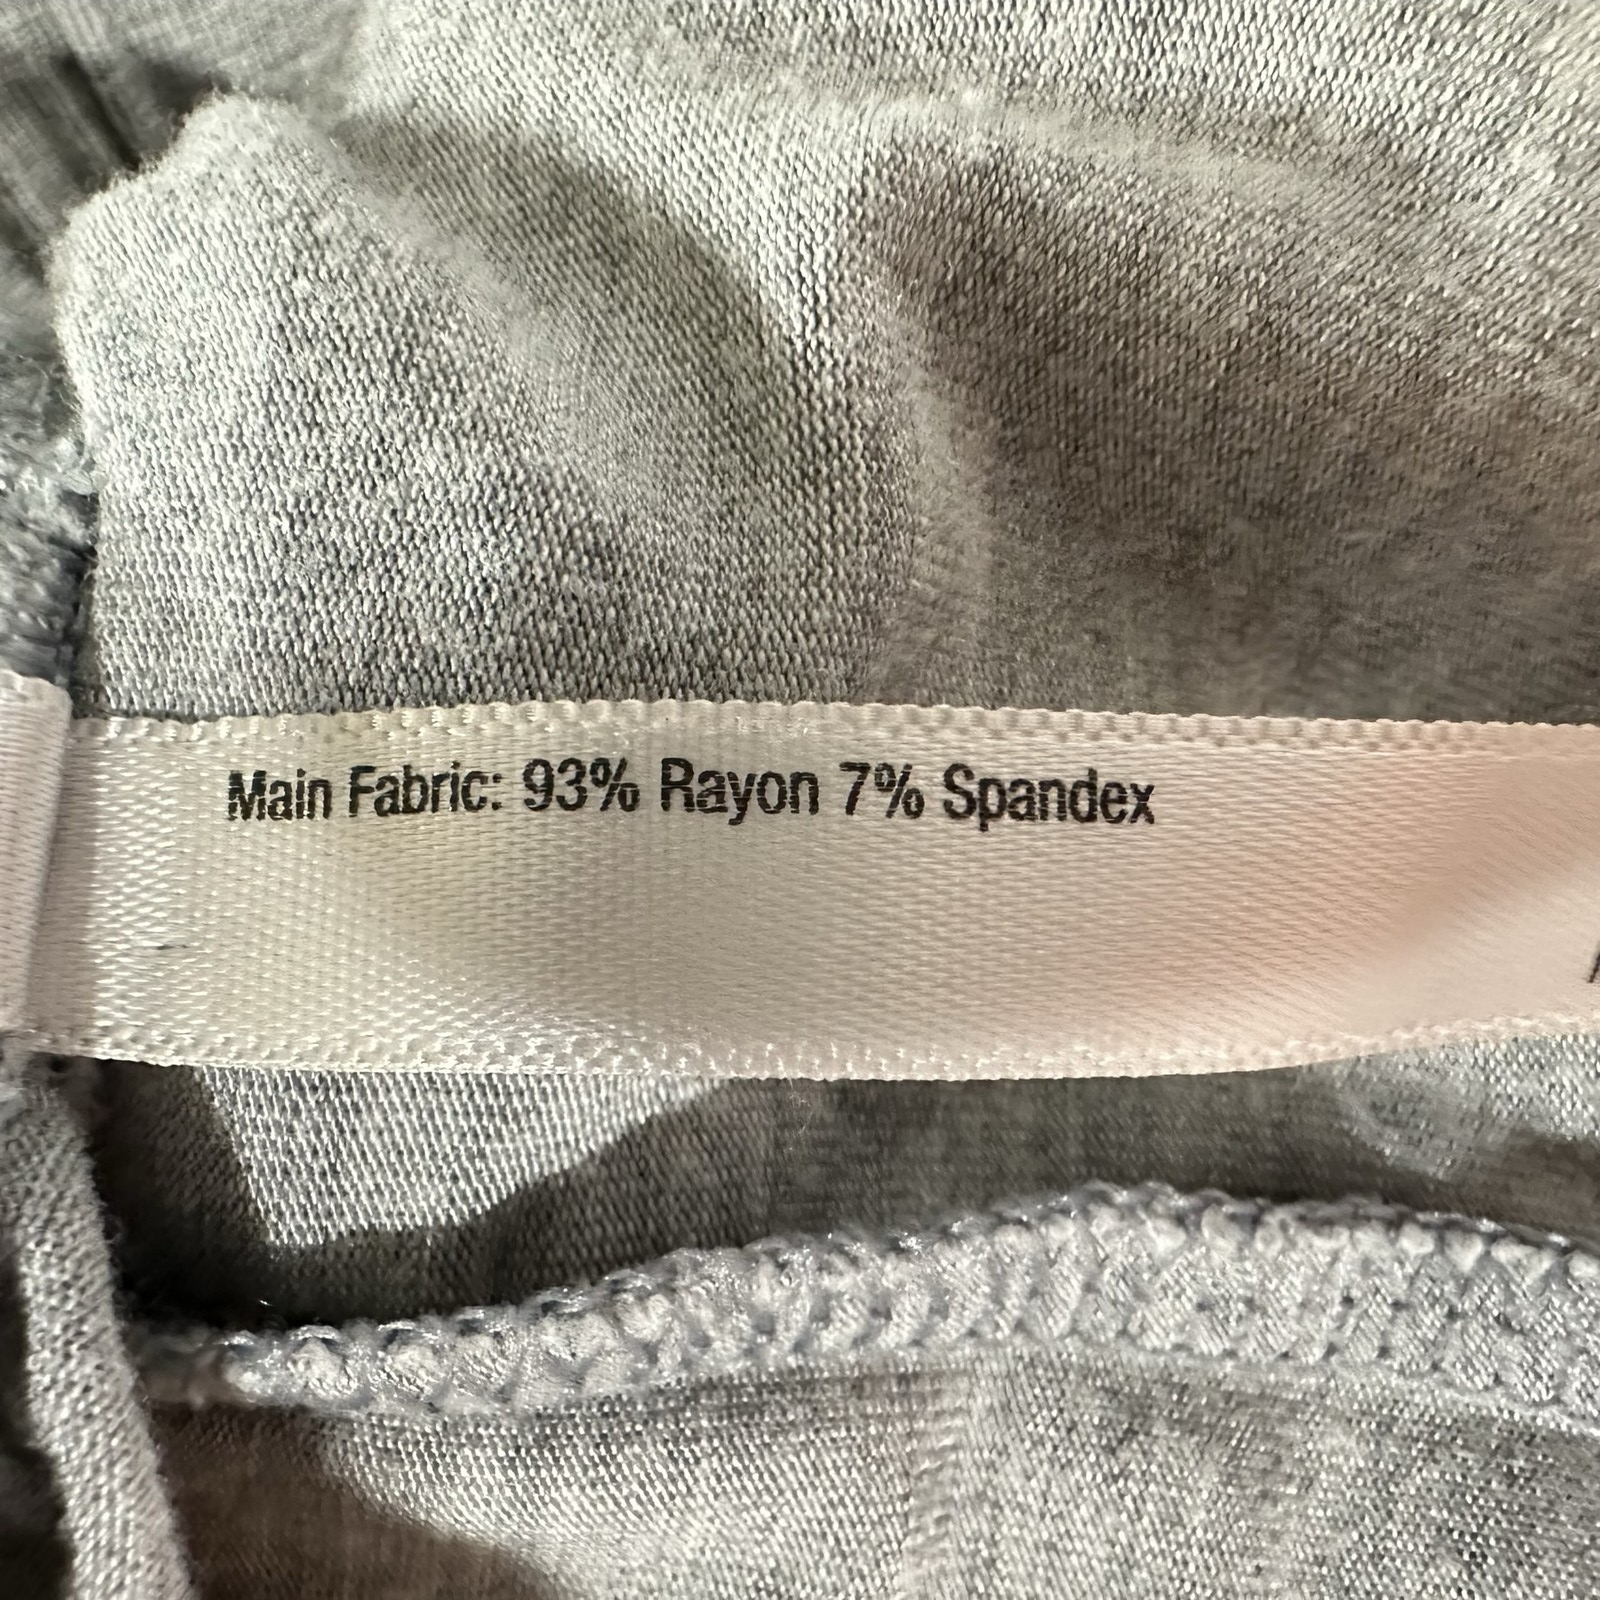 Main Fabric: 93% Rayon 7% Spandex